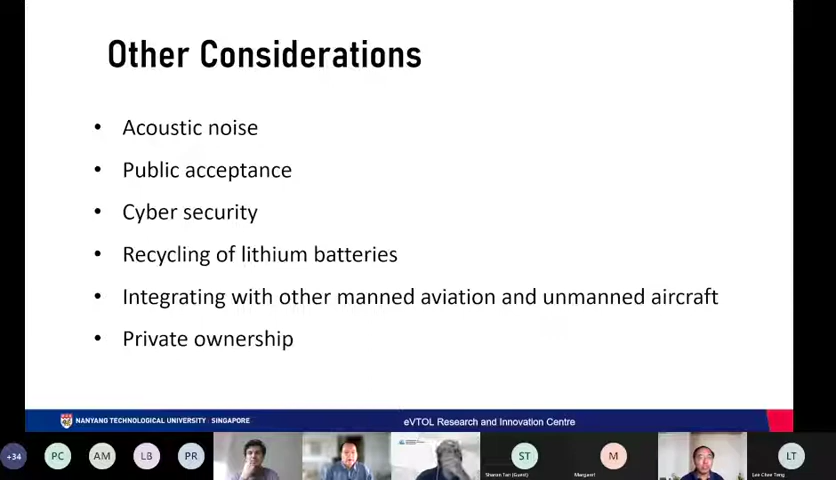 Other Considerations
• Acoustic noise
• Public acceptance
• Cyber security
• Recycling of lithium batteries
• Integrating with other manned aviation and unmanned aircraft
• Private ownership
NANYANG TECHNOLOGICAL UNIVERSITY | SINGAPORE
eVTOL Research and Innovation Centre
+34
PC
AM
LB
PR
ST
M
LT
Sharon Tan (Guest)
Margaret
Lee Chee Teng